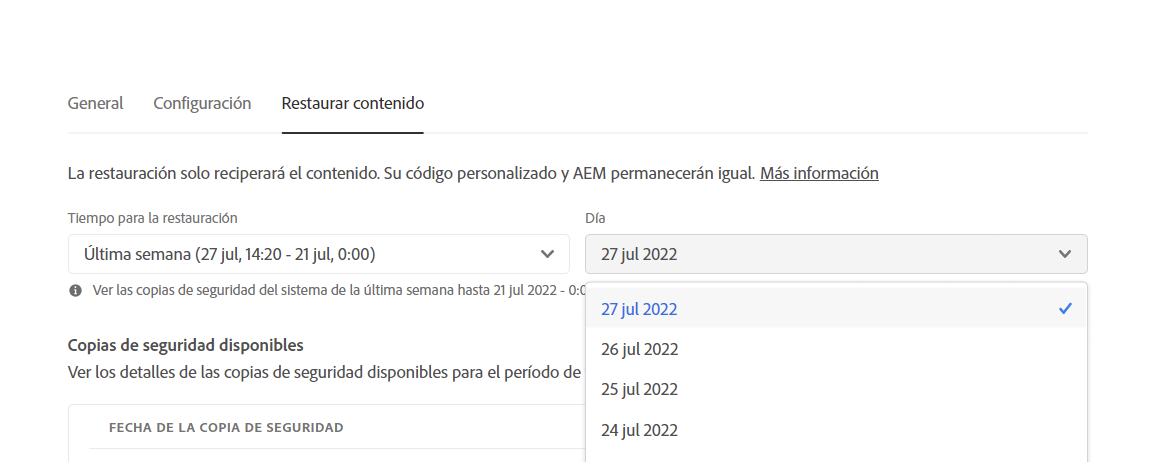 General Configuración Restaurar contenido
La restauración solo reciperará el contenido. Su código personalizado y AEM permanecerán igual. Más información
Tiempo para la restauración Día
Última semana (27 jul, 14:20 - 21 jul, 0:00) 27 jul 2022
Ver las copias de seguridad del sistema de la última semana hasta 21 jul 2022 - 0:0
27 jul 2022
26 jul 2022
25 jul 2022
24 jul 2022
Copias de seguridad disponibles
Ver los detalles de las copias de seguridad disponibles para el período de
FECHA DE LA COPIA DE SEGURIDAD